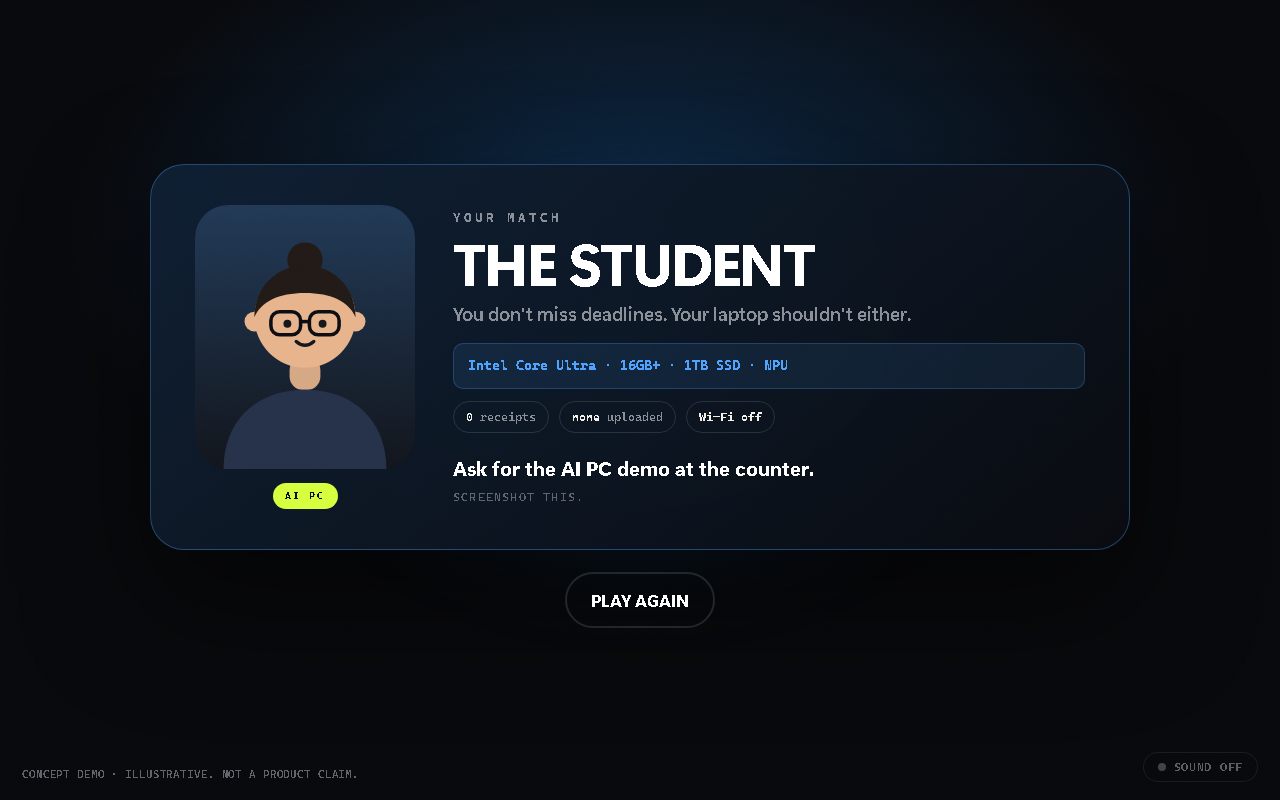 YOUR MATCH
THE STUDENT
You don't miss deadlines. Your laptop shouldn't either.
Intel Core Ultra · 16GB+ · 1TB SSD · NPU
0 receipts
none uploaded
Wi-Fi off
Ask for the AI PC demo at the counter.
SCREENSHOT THIS.
AI PC
PLAY AGAIN
CONCEPT DEMO · ILLUSTRATIVE. NOT A PRODUCT CLAIM.
SOUND OFF